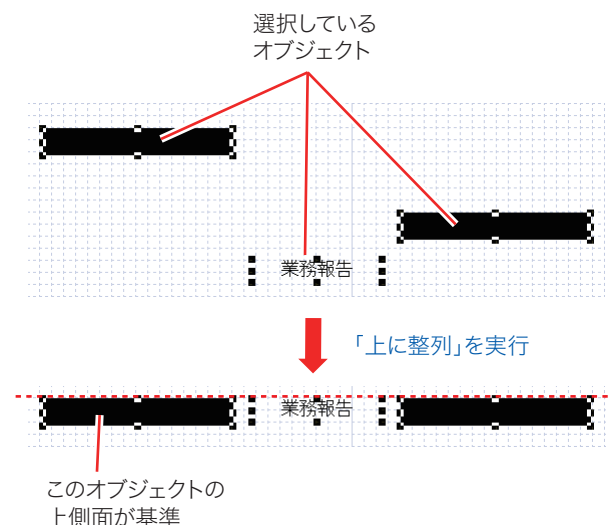 選択している
オブジェクト
業務報告
「上に整列」を実行
業務報告
このオブジェクトの
上側面が基準